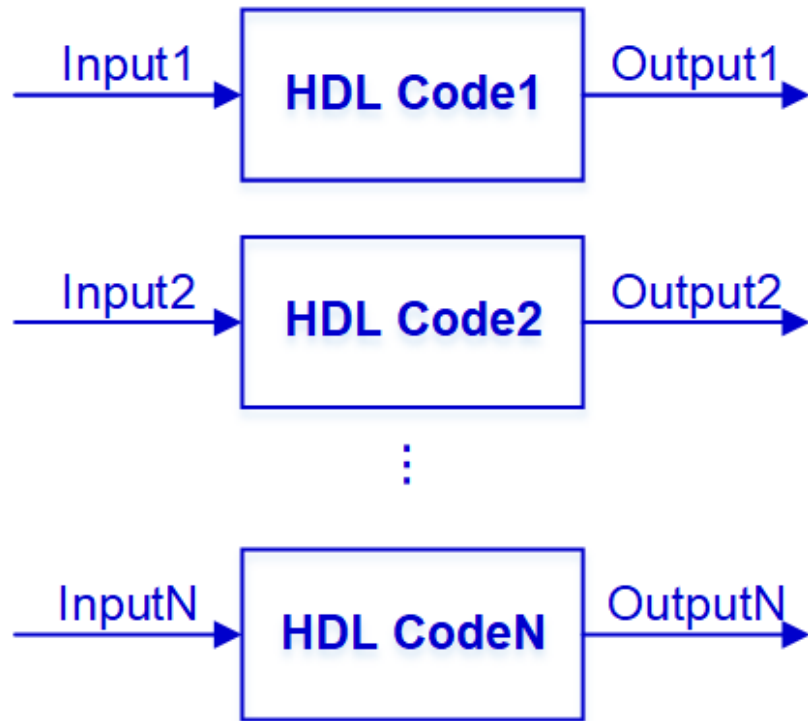 Input1 HDL Code1 Output1
Input2 HDL Code2 Output2
⋮
InputN HDL CodeN OutputN